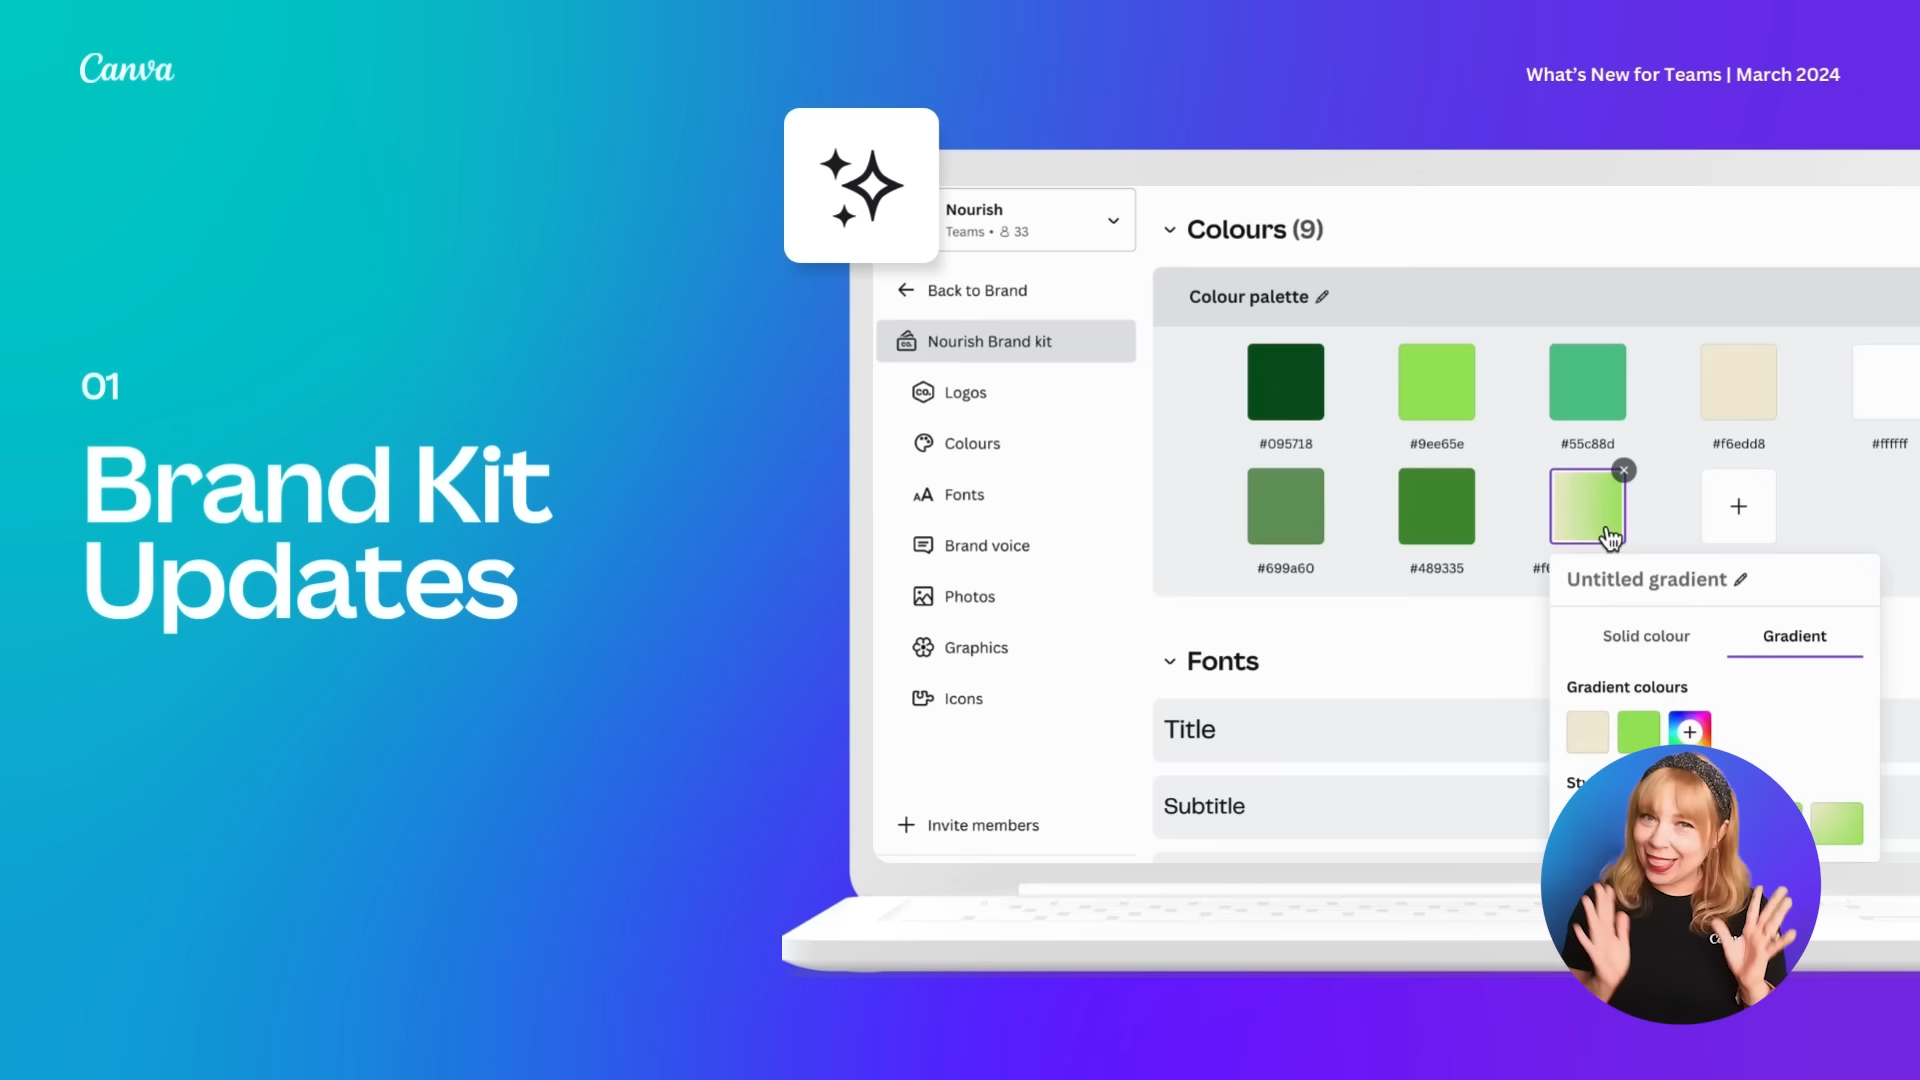 Canva
What's New for Teams | March 2024
01
Brand Kit
Updates
Nourish
Teams • 33
Back to Brand
Nourish Brand kit
Logos
Colours
Fonts
Brand voice
Photos
Graphics
Icons
Invite members
Colours (9)
Colour palette
#095718
#9ee65e
#55c88d
#f6edd8
#ffffff
#699a60
#489335
Untitled gradient
Solid colour
Gradient
Gradient colours
Fonts
Title
Subtitle